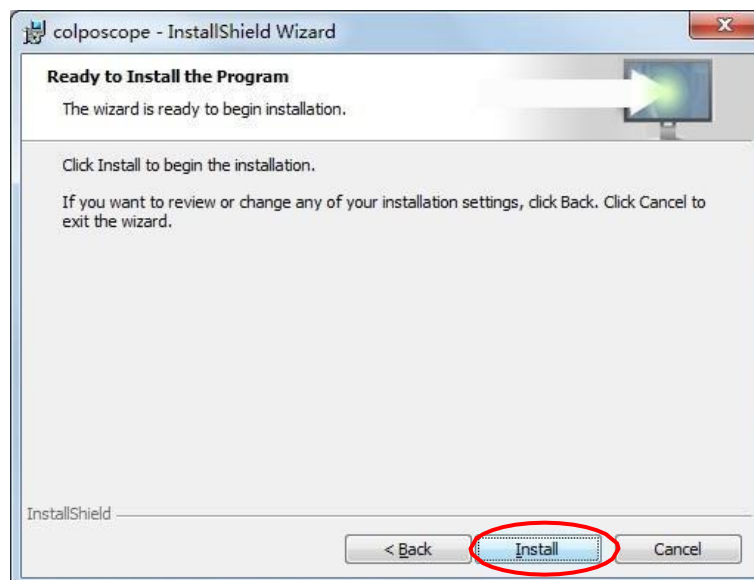 colposcope - InstallShield Wizard
Ready to Install the Program
The wizard is ready to begin installation.
Click Install to begin the installation.
If you want to review or change any of your installation settings, click Back. Click Cancel to
exit the wizard.
InstallShield
< Back
Install
Cancel